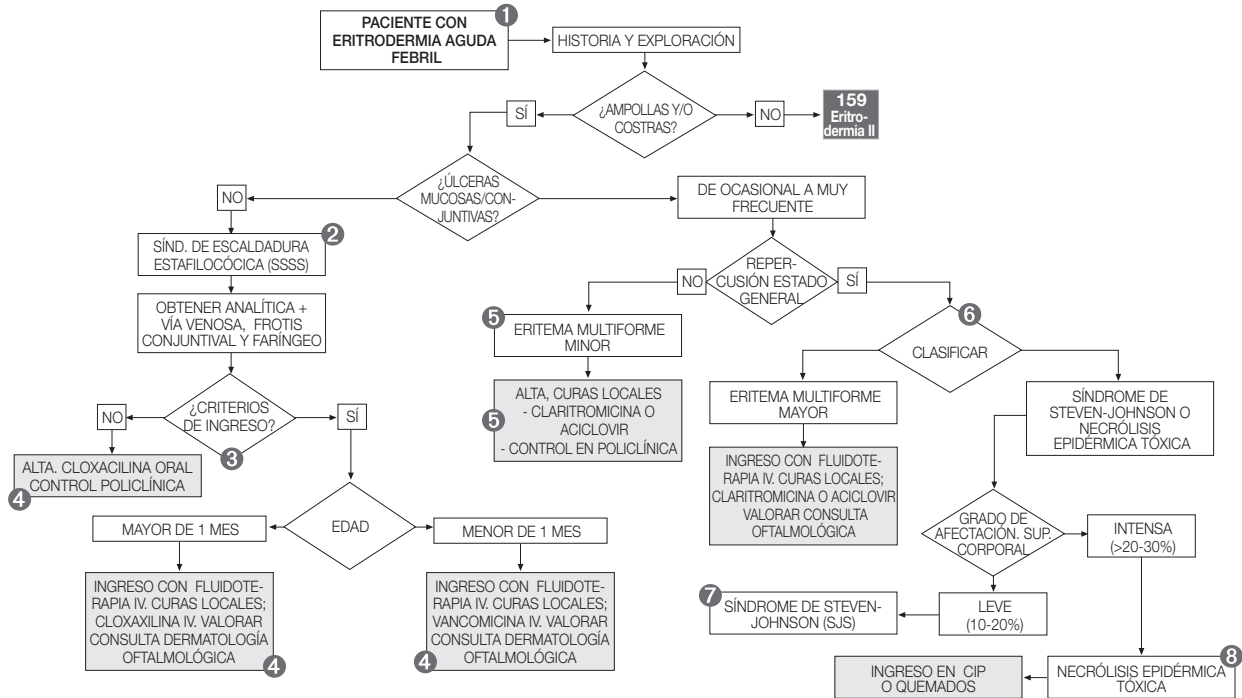 1
PACIENTE CON
ERITRODERMIA AGUDA
FEBRIL
HISTORIA Y EXPLORACIÓN
¿AMPOLLAS Y/O
COSTRAS?
SÍ
NO
159
Eritro-
dermia II
¿ÚLCERAS
MUCOSAS/CON-
JUNTIVAS?
NO
DE OCASIONAL A MUY
FRECUENTE
2
SÍND. DE ESCALDADURA
ESTAFILOCÓCICA (SSSS)
OBTENER ANALÍTICA +
VÍA VENOSA, FROTIS
CONJUNTIVAL Y FARÍNGEO
¿CRITERIOS
DE INGRESO?
3
NO
SÍ
ALTA. CLOXACILINA ORAL
CONTROL POLICLÍNICA
4
EDAD
MAYOR DE 1 MES
MENOR DE 1 MES
INGRESO CON FLUIDOTE-
RAPIA IV. CURAS LOCALES;
CLOXAXILINA IV. VALORAR
CONSULTA DERMATOLOGÍA
OFTALMOLÓGICA
4
INGRESO CON FLUIDOTE-
RAPIA IV. CURAS LOCALES;
VANCOMICINA IV. VALORAR
CONSULTA DERMATOLOGÍA
OFTALMOLÓGICA
4
REPER-
CUSIÓN ESTADO
GENERAL
NO
SÍ
5
ERITEMA MULTIFORME
MINOR
5
ALTA, CURAS LOCALES
- CLARITROMICINA O
ACICLOVIR
- CONTROL EN POLICLÍNICA
6
CLASIFICAR
ERITEMA MULTIFORME
MAYOR
INGRESO CON FLUIDOTE-
RAPIA IV. CURAS LOCALES;
CLARITROMICINA O ACICLOVIR
VALORAR CONSULTA
OFTALMOLÓGICA
SÍNDROME DE
STEVEN-JOHNSON O
NECRÓLISIS
EPIDÉRMICA TÓXICA
GRADO DE
AFECTACIÓN. SUP.
CORPORAL
INTENSA
(>20-30%)
LEVE
(10-20%)
7
SÍNDROME DE STEVEN-
JOHNSON (SJS)
8
NECRÓLISIS EPIDÉRMICA
TÓXICA
INGRESO EN CIP
O QUEMADOS